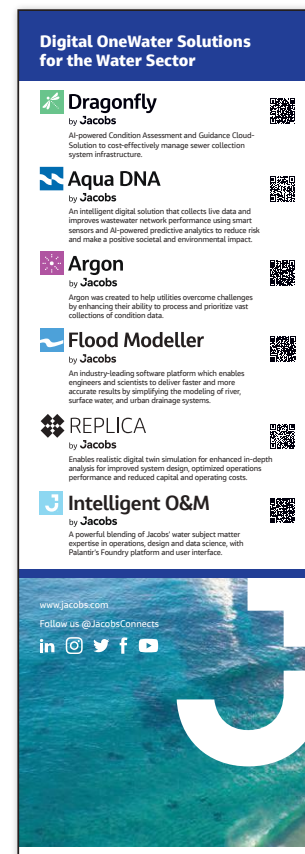 Digital OneWater Solutions
for the Water Sector
Dragonfly
by Jacobs
AI-powered Condition Assessment and Guidance Cloud-
Solution to cost-effectively manage sewer collection
system infrastructure.
Aqua DNA
by Jacobs
An intelligent digital solution that collects live data and
improves wastewater network performance using smart
sensors and AI-powered predictive analytics to reduce risk
and make a positive societal and environmental impact.
Argon
by Jacobs
Argon was created to help utilities overcome challenges
by enhancing their ability to process and prioritize vast
collections of condition data.
Flood Modeller
by Jacobs
An industry-leading software platform which enables
engineers and scientists to deliver faster and more
accurate results by simplifying the modeling of river,
surface water, and urban drainage systems.
REPLICA
by Jacobs
Enables realistic digital twin simulation for enhanced in-depth
analysis for improved system design, optimized operations
performance and reduced capital and operating costs.
J Intelligent O&M
by Jacobs
A powerful blending of Jacobs' water subject matter
expertise in operations, design and data science, with
Palantir's Foundry platform and user interface.
www.jacobs.com
Follow us @JacobsConnects
J